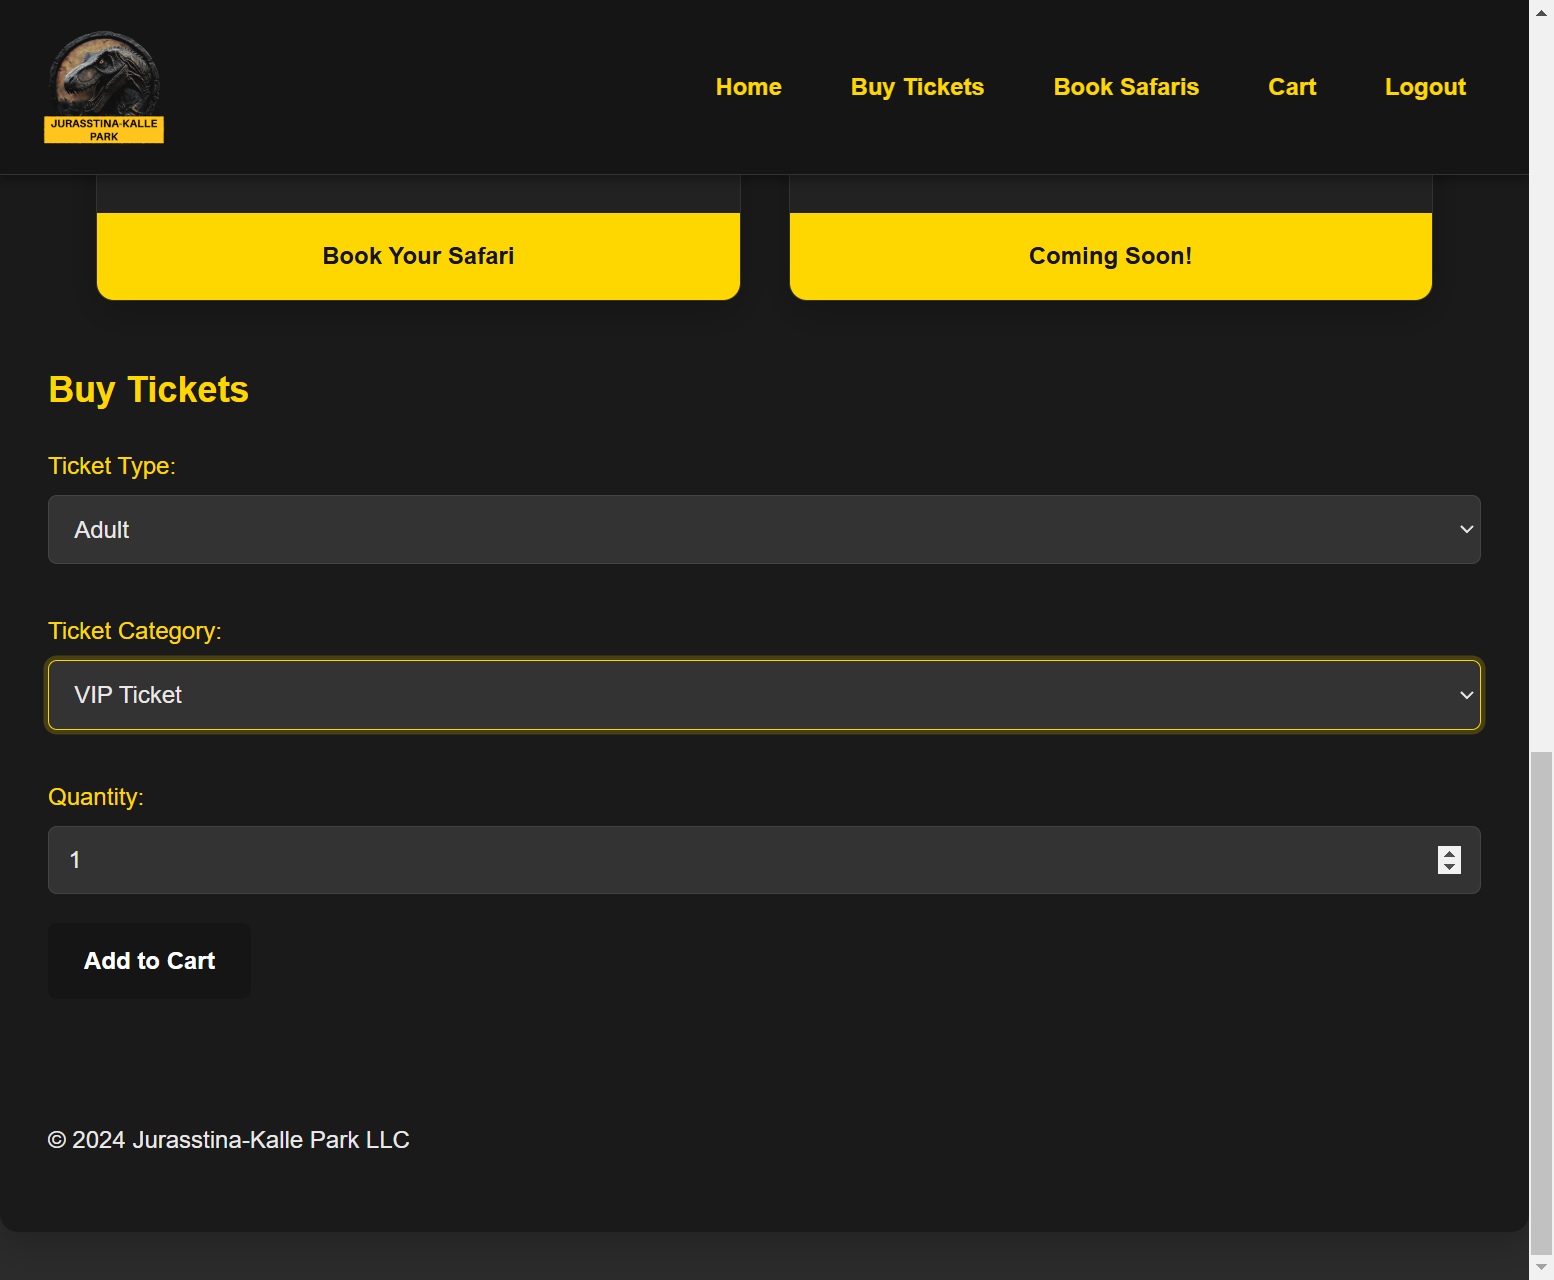 JURASSTINA-KALLE
PARK
Home
Buy Tickets
Book Safaris
Cart
Logout
Book Your Safari
Coming Soon!
Buy Tickets
Ticket Type:
Adult
Ticket Category:
VIP Ticket
Quantity:
1
Add to Cart
© 2024 Jurasstina-Kalle Park LLC